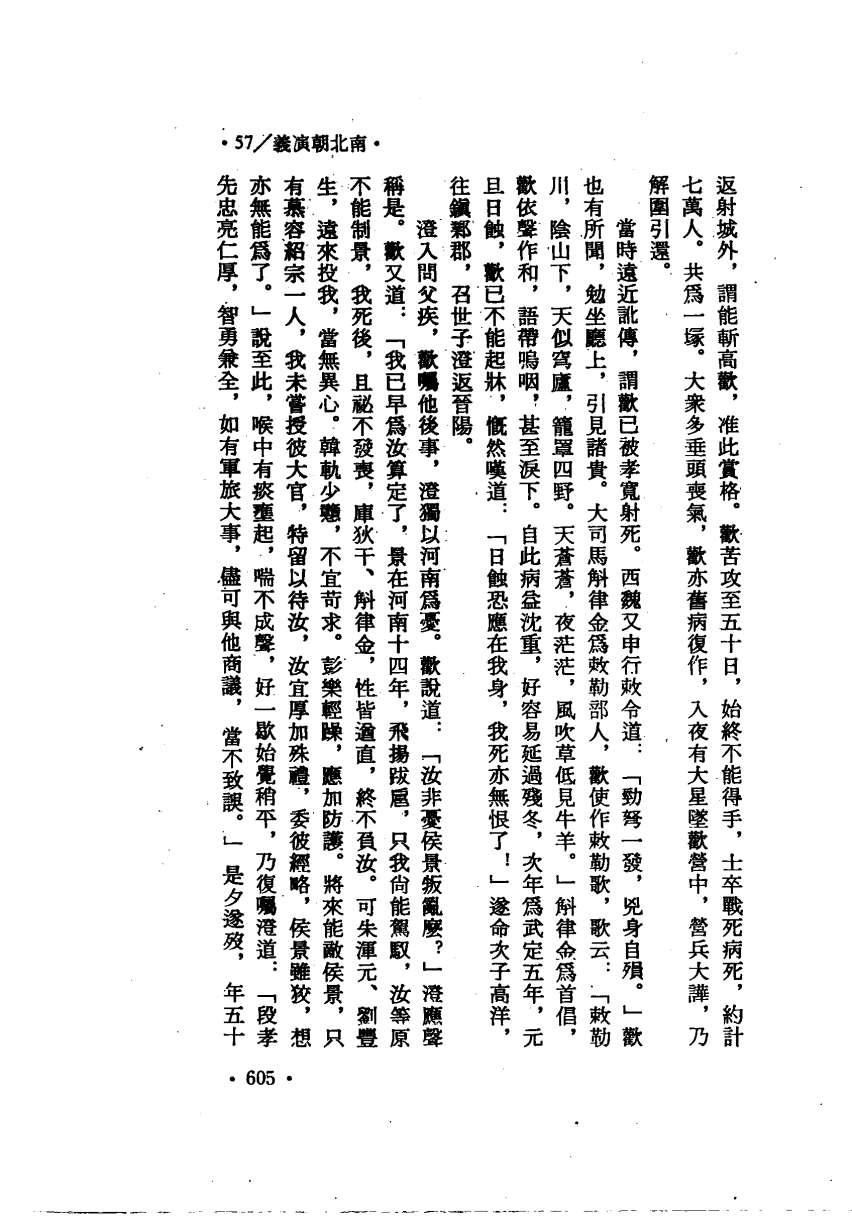 •57／義演朝北南•
返射城外，謂能斬高歡，准此賞格。歡苦攻至五十日，始終不能得手，士卒戰死病死，約計
七萬人。共爲一塚。大衆多垂頭喪氣，歡亦舊病復作，入夜有大星墜歡營中，營兵大譁，乃
解圍引還。
當時遠近訛傳，謂歡已被孝寬射死。西魏又申行敕令道：「勁弩一發，兇身自殞。」歡
也有所聞，勉坐廳上，引見諸貴。大司馬斛律金爲敕勒部人，歡使作敕勒歌，歌云：「敕勒
川，陰山下，天似穹廬，籠罩四野。天蒼蒼，夜茫茫，風吹草低見牛羊。」斛律金爲首倡，
歡依聲作和，語帶嗚咽，甚至淚下。自此病益沈重，好容易延過殘冬，次年爲武定五年，元
且日蝕，歡已不能起牀，慨然嘆道：「日蝕恐應在我身，我死亦無恨了！」遂命次子高洋，
往鎭鄴郡，召世子澄返晉陽。
澄入問父疾，歡囑他後事，澄獨以河南爲憂。歡說道：「汝非憂侯景叛亂麼？」澄應聲
稱是。歡又道：「我已早爲汝算定了，景在河南十四年，飛揚跋扈，只我尙能駕馭，汝等原
不能制景，我死後，且祕不發喪，庫狄干、斛律金，性皆遒直，終不負汝。可朱渾元、劉豐
生，遠來投我，當無異心。韓軌少戇，不宜苛求。彭樂輕躁，應加防護。將來能敵侯景，只
有慕容紹宗一人，我未嘗授彼大官，特留以待汝，汝宜厚加殊禮，委彼經略，侯景雖狡，想
亦無能爲了。」說至此，喉中有痰壅起，喘不成聲，好一歇始覺稍平，乃復囑澄道：「段孝
先忠亮仁厚，智勇兼全，如有軍旅大事，儘可與他商議，當不致誤。」是夕遂歿，年五十
•605•